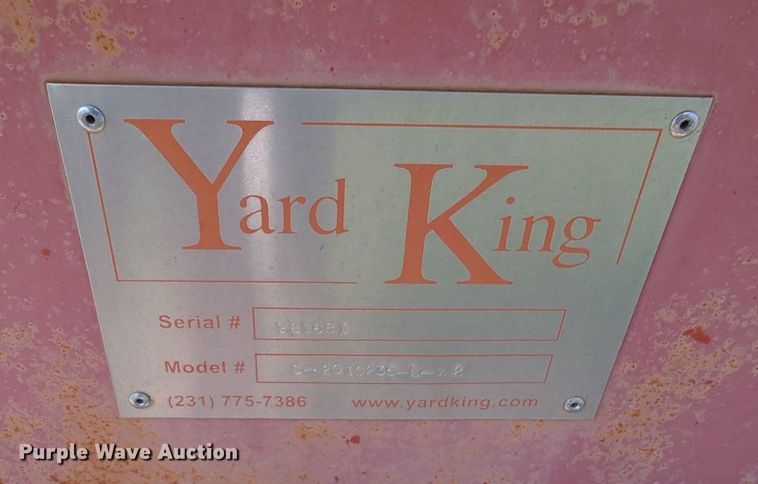 Yard King
Serial #
Model #
(231) 775-7386 www.yardking.com
Purple Wave Auction